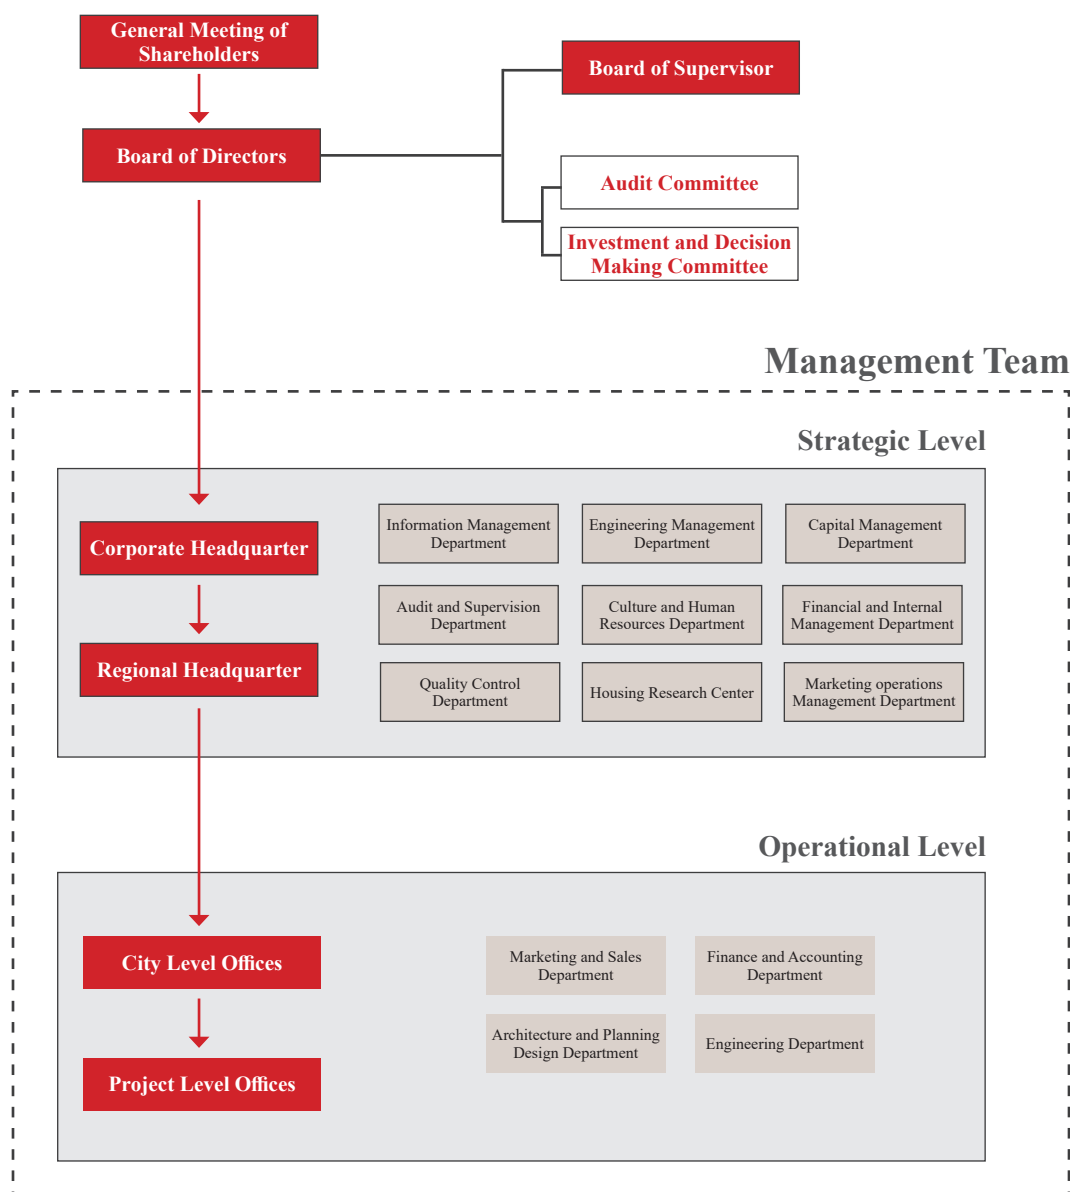 General Meeting of
Shareholders
Board of Supervisor
Board of Directors
Audit Committee
Investment and Decision
Making Committee
Management Team
Strategic Level
Corporate Headquarter
Regional Headquarter
Information Management
Department
Engineering Management
Department
Capital Management
Department
Audit and Supervision
Department
Culture and Human
Resources Department
Financial and Internal
Management Department
Quality Control
Department
Housing Research Center
Marketing operations
Management Department
Operational Level
City Level Offices
Project Level Offices
Marketing and Sales
Department
Finance and Accounting
Department
Architecture and Planning
Design Department
Engineering Department